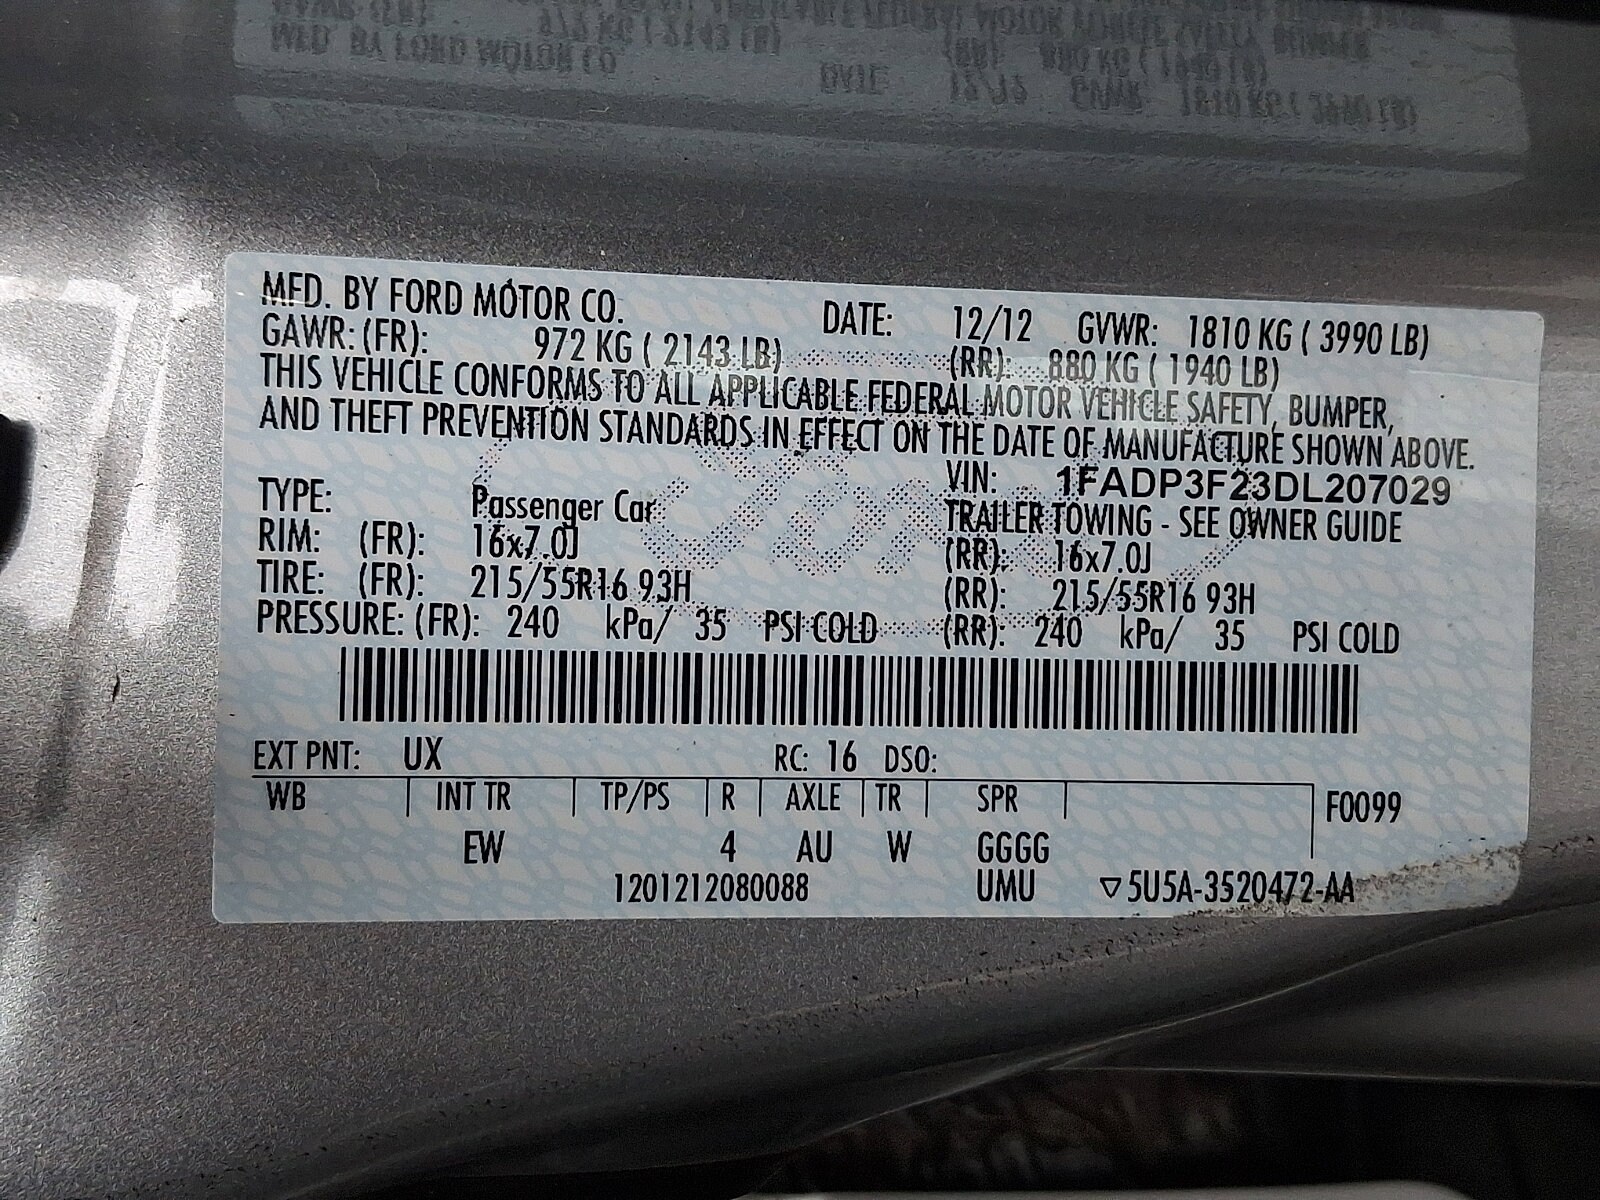 MFD. BY FORD MOTOR CO. DATE: 12/12 GVWR: 1810 KG ( 3990 LB)
GAWR: (FR): 972 KG ( 2143 LB) (RR): 880 KG ( 1940 LB)
THIS VEHICLE CONFORMS TO ALL APPLICABLE FEDERAL MOTOR VEHICLE SAFETY, BUMPER,
AND THEFT PREVENTION STANDARDS IN EFFECT ON THE DATE OF MANUFACTURE SHOWN ABOVE.
VIN: 1FADP3F23DL207029
TYPE: Passenger Car TRAILER TOWING - SEE OWNER GUIDE
RIM: (FR): 16x7.0J (RR): 16x7.0J
TIRE: (FR): 215/55R16 93H (RR): 215/55R16 93H
PRESSURE: (FR): 240 kPa/ 35 PSI COLD (RR): 240 kPa/ 35 PSI COLD
EXT PNT: UX RC: 16 DSO:
WB INT TR TP/PS R AXLE TR SPR F0099
EW 4 AU W GGGG
1201212080088 UMU ▽5U5A-3520472-AA